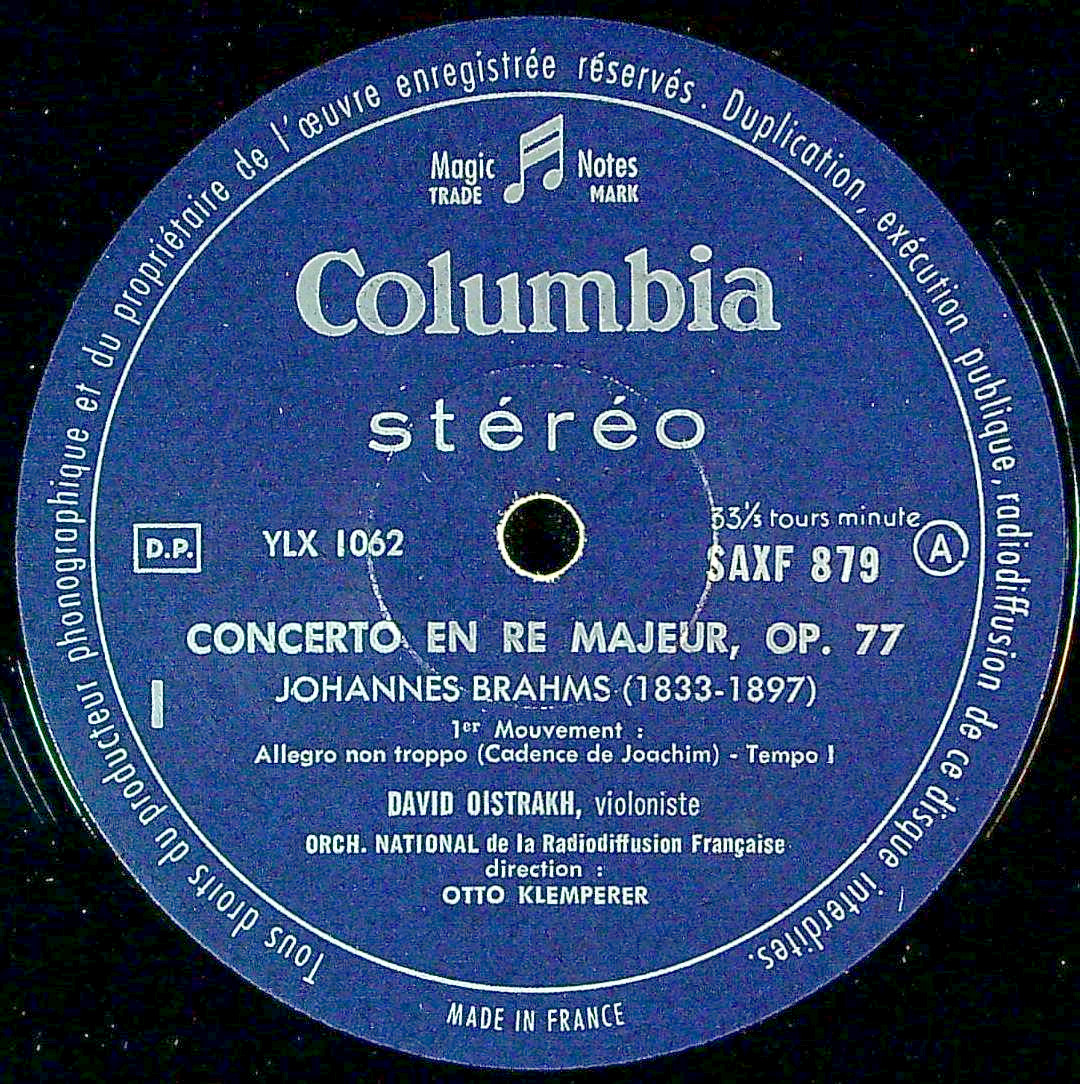 Tous droits du producteur phonographique et du propriétaire de l'œuvre enregistrée réservés. Duplication, exécution publique, radiodiffusion de ce disque interdites.
Magic Notes
TRADE MARK
Columbia
stéréo
33⅓ tours minute
D.P. YLX 1062 SAXF 879 A
CONCERTO EN RE MAJEUR, OP. 77
I
JOHANNES BRAHMS (1833-1897)
1er Mouvement :
Allegro non troppo (Cadence de Joachim) - Tempo I
DAVID OISTRAKH, violoniste
ORCH. NATIONAL de la Radiodiffusion Française
direction :
OTTO KLEMPERER
MADE IN FRANCE